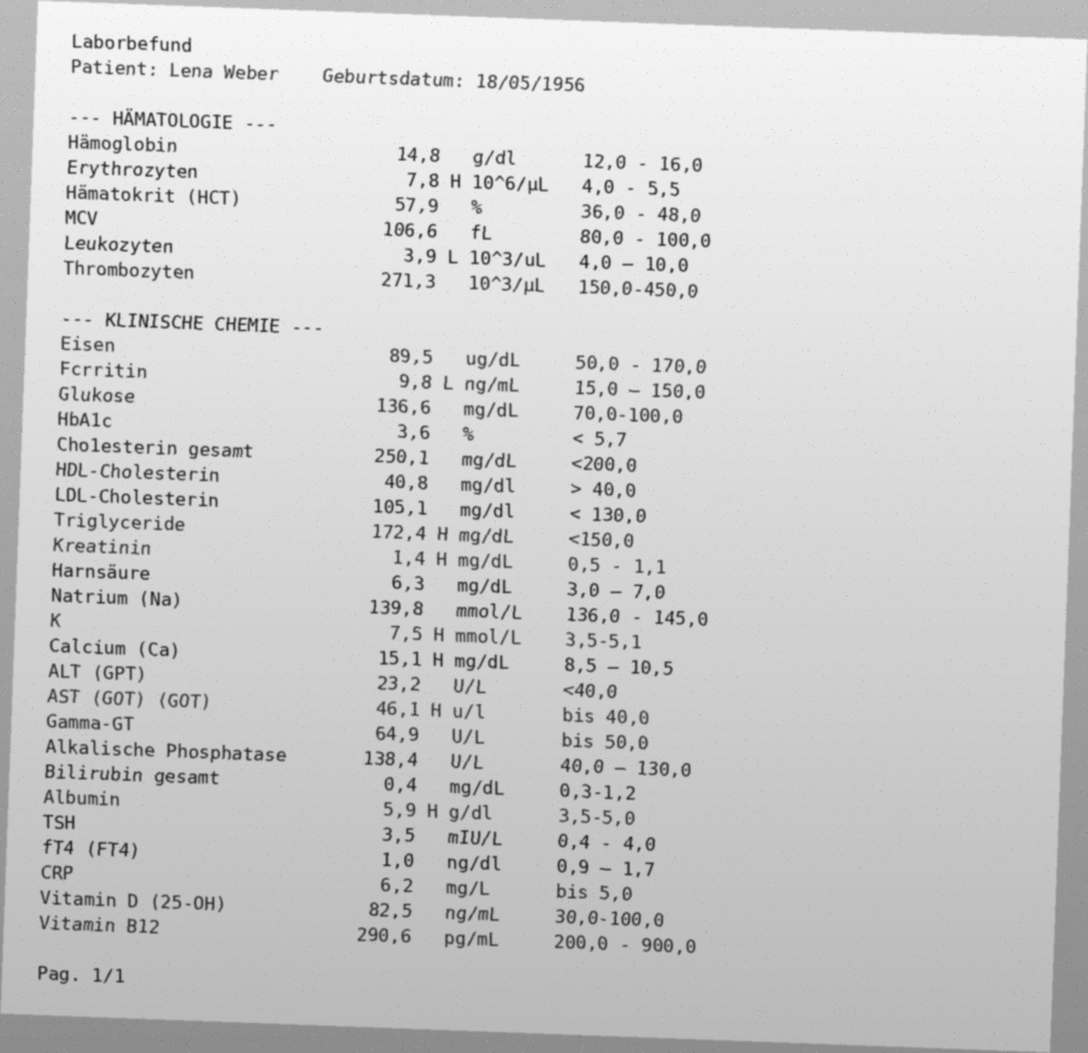 Laborbefund
Patient: Lena Weber    Geburtsdatum: 18/05/1956

--- HÄMATOLOGIE ---
Hämoglobin    14,8    g/dl    12,0 - 16,0
Erythrozyten    7,8 H 10^6/µL    4,0 - 5,5
Hämatokrit (HCT)    57,9    %    36,0 - 48,0
MCV    106,6    fL    80,0 - 100,0
Leukozyten    3,9 L 10^3/uL    4,0 – 10,0
Thrombozyten    271,3    10^3/µL    150,0-450,0

--- KLINISCHE CHEMIE ---
Eisen    89,5    ug/dL    50,0 - 170,0
Fcrritin    9,8 L ng/mL    15,0 – 150,0
Glukose    136,6    mg/dL    70,0-100,0
HbA1c    3,6    %    < 5,7
Cho1esterin gesamt    250,1    mg/dL    <200,0
HDL-Cholesterin    40,8    mg/dl    > 40,0
LDL-Cholesterin    105,1    mg/dl    < 130,0
Triglyceride    172,4 H mg/dL    <150,0
Kreatinin    1,4 H mg/dL    0,5 - 1,1
Harnsäure    6,3    mg/dL    3,0 – 7,0
Natrium (Na)    139,8    mmol/L    136,0 - 145,0
K    7,5 H mmol/L    3,5-5,1
Calcium (Ca)    15,1 H mg/dL    8,5 – 10,5
ALT (GPT)    23,2    U/L    <40,0
AST (GOT) (GOT)    46,1 H u/l    bis 40,0
Gamma-GT    64,9    U/L    bis 50,0
Alkalische Phosphatase    138,4    U/L    40,0 – 130,0
Bilirubin gesamt    0,4    mg/dL    0,3-1,2
Albumin    5,9 H g/dl    3,5-5,0
TSH    3,5    mIU/L    0,4 - 4,0
fT4 (FT4)    1,0    ng/dl    0,9 – 1,7
CRP    6,2    mg/L    bis 5,0
Vitamin D (25-OH)    82,5    ng/mL    30,0-100,0
Vitamin B12    290,6    pg/mL    200,0 - 900,0

Pag. 1/1